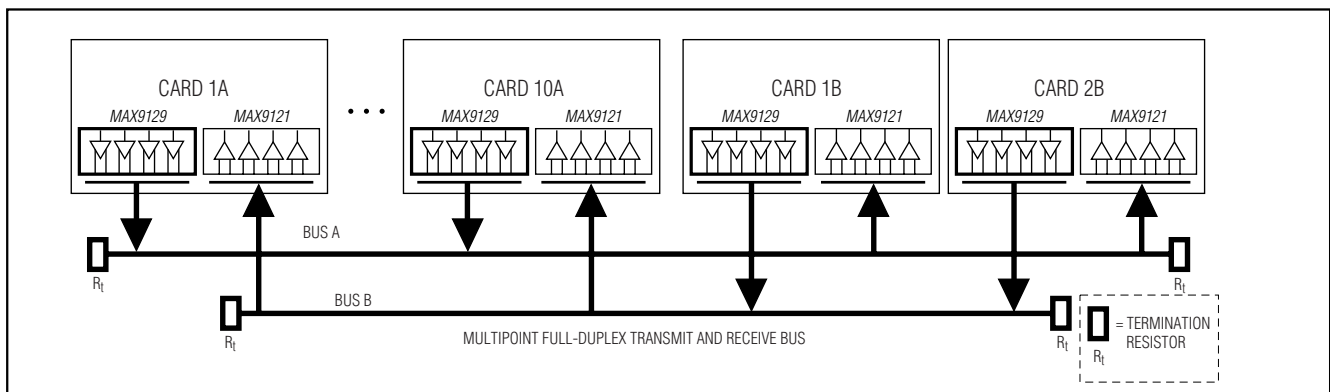 CARD 1A
MAX9129 MAX9121
...
CARD 10A
MAX9129 MAX9121
CARD 1B
MAX9129 MAX9121
CARD 2B
MAX9129 MAX9121
BUS A
Rt
Rt
BUS B
Rt
Rt
MULTIPOINT FULL-DUPLEX TRANSMIT AND RECEIVE BUS
= TERMINATION
RESISTOR
Rt